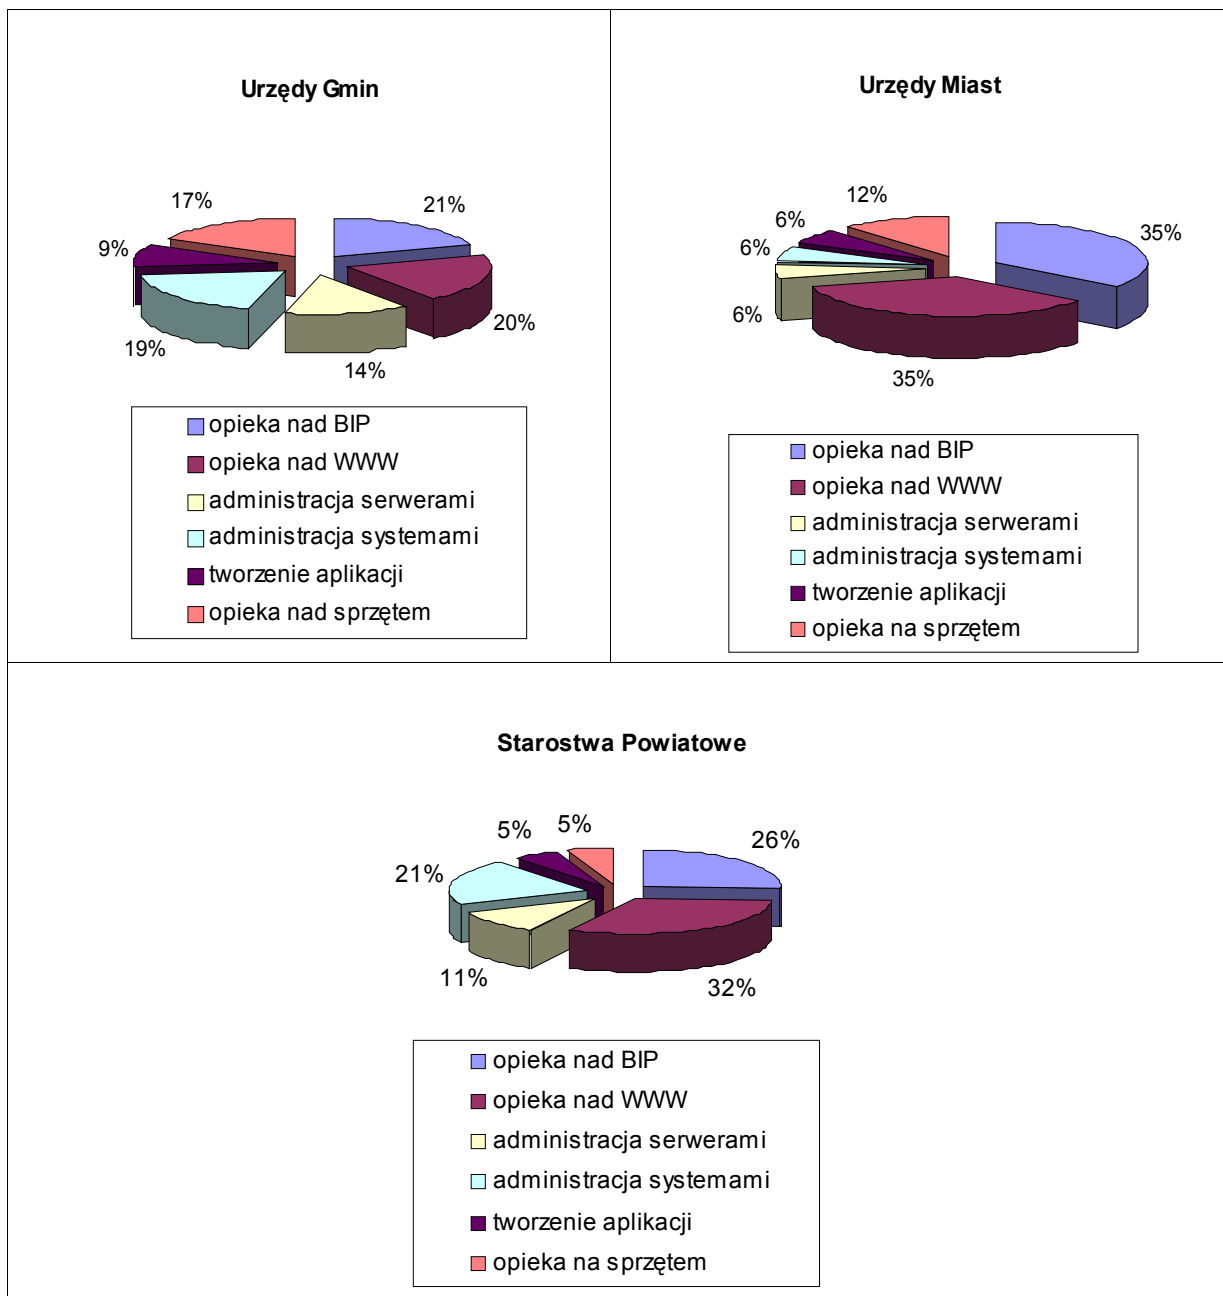 Urzędy Gmin
17%
21%
9%
20%
19%
14%
opieka nad BIP
opieka nad WWW
administracja serwerami
administracja systemami
tworzenie aplikacji
opieka nad sprzętem
Urzędy Miast
12%
6%
35%
6%
6%
35%
opieka nad BIP
opieka nad WWW
administracja serwerami
administracja systemami
tworzenie aplikacji
opieka na sprzętem
Starostwa Powiatowe
5%
5%
26%
21%
11%
32%
opieka nad BIP
opieka nad WWW
administracja serwerami
administracja systemami
tworzenie aplikacji
opieka na sprzętem